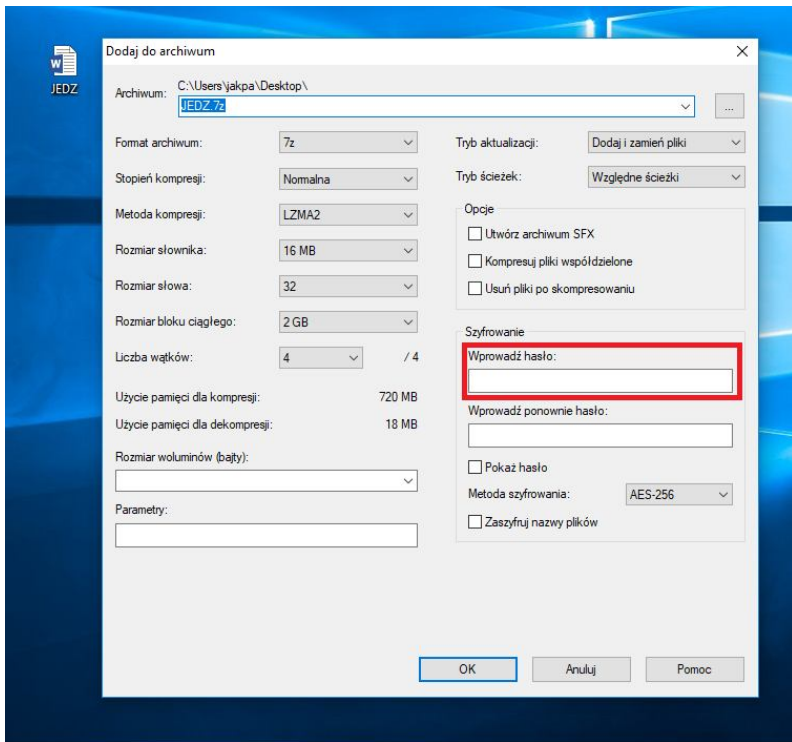 JEDZ
Dodaj do archiwum
Archiwum:
C:\Users\jakpa\Desktop\
JEDZ.7z
...
Format archiwum:
7z
Stopień kompresji:
Normalna
Metoda kompresji:
LZMA2
Rozmiar słownika:
16 MB
Rozmiar słowa:
32
Rozmiar bloku ciągłego:
2 GB
Liczba wątków:
4
/ 4
Użycie pamięci dla kompresji:
720 MB
Użycie pamięci dla dekompresji:
18 MB
Rozmiar woluminów (bajty):
Parametry:
Tryb aktualizacji:
Dodaj i zamień pliki
Tryb ścieżek:
Względne ścieżki
Opcje
Utwórz archiwum SFX
Kompresuj pliki współdzielone
Usuń pliki po skompresowaniu
Szyfrowanie
Wprowadź hasło:
Wprowadź ponownie hasło:
Pokaż hasło
Metoda szyfrowania:
AES-256
Zaszyfruj nazwy plików
OK
Anuluj
Pomoc